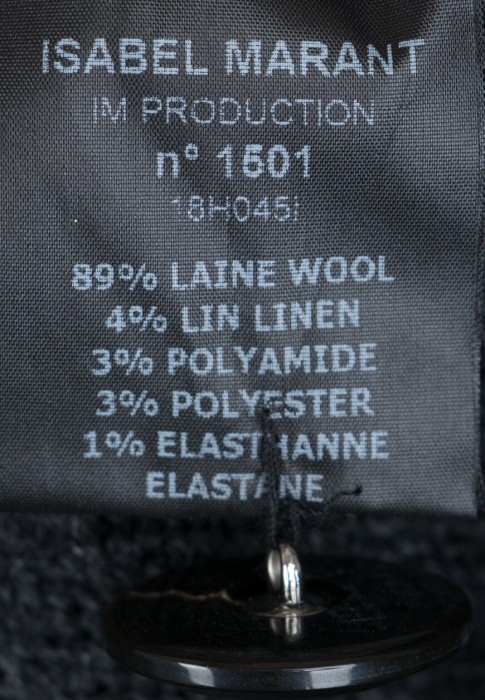 ISABEL MARANT
IM PRODUCTION
n° 1501
18H045i
89% LAINE WOOL
4% LIN LINEN
3% POLYAMIDE
3% POLYESTER
1% ELASTHANNE
ELASTANE